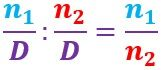 n₁/D : n₂/D = n₁/n₂